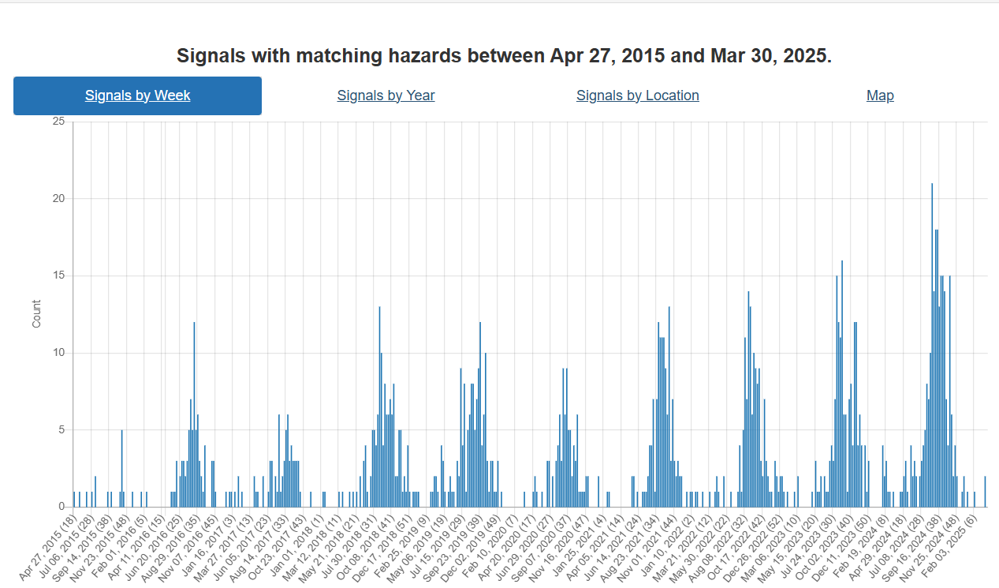 Signals with matching hazards between Apr 27, 2015 and Mar 30, 2025.
Signals by Week
Signals by Year
Signals by Location
Map
25
20
15
10
5
0
Count
Apr 27, 2015 (18)
Jul 06, 2015 (28)
Sep 14, 2015 (38)
Nov 23, 2015 (48)
Feb 01, 2016 (5)
Apr 11, 2016 (15)
Jun 20, 2016 (25)
Aug 29, 2016 (35)
Nov 07, 2016 (45)
Jan 16, 2017 (3)
Mar 27, 2017 (13)
Jun 05, 2017 (23)
Aug 14, 2017 (33)
Oct 23, 2017 (43)
Jan 01, 2018 (1)
Mar 12, 2018 (11)
May 21, 2018 (21)
Jul 30, 2018 (31)
Oct 08, 2018 (41)
Dec 17, 2018 (51)
Feb 25, 2019 (9)
May 06, 2019 (19)
Jul 15, 2019 (29)
Sep 23, 2019 (39)
Dec 02, 2019 (49)
Feb 10, 2020 (7)
Apr 20, 2020 (17)
Jun 29, 2020 (27)
Sep 07, 2020 (37)
Nov 16, 2020 (47)
Jan 25, 2021 (4)
Apr 05, 2021 (14)
Jun 14, 2021 (24)
Aug 23, 2021 (34)
Nov 01, 2021 (44)
Jan 10, 2022 (2)
Mar 21, 2022 (12)
May 30, 2022 (22)
Aug 08, 2022 (32)
Oct 17, 2022 (42)
Dec 26, 2022 (52)
Mar 06, 2023 (10)
May 15, 2023 (20)
Jul 24, 2023 (30)
Oct 02, 2023 (40)
Dec 11, 2023 (50)
Feb 19, 2024 (8)
Apr 29, 2024 (18)
Jul 08, 2024 (28)
Sep 16, 2024 (38)
Nov 25, 2024 (48)
Feb 03, 2025 (6)